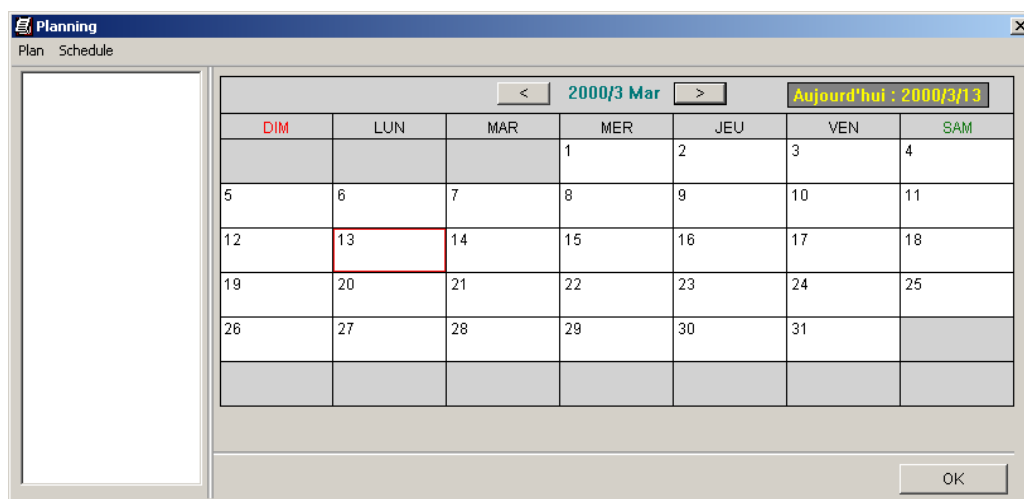 Planning
Plan Schedule
< 2000/3 Mar > Aujourd'hui : 2000/3/13
DIM LUN MAR MER JEU VEN SAM
1 2 3 4
5 6 7 8 9 10 11
12 13 14 15 16 17 18
19 20 21 22 23 24 25
26 27 28 29 30 31
OK